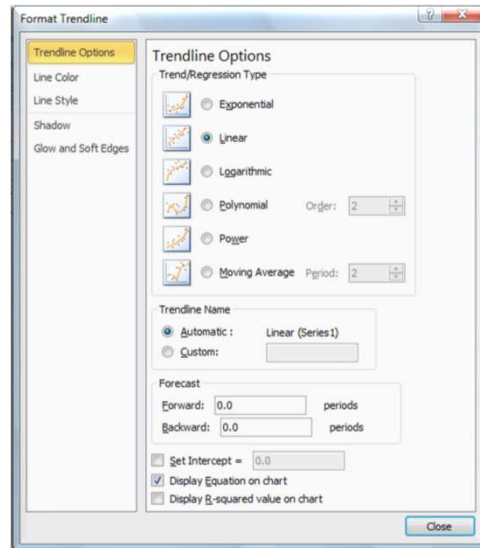 Format Trendline
Trendline Options
Line Color
Line Style
Shadow
Glow and Soft Edges
Trendline Options
Trend/Regression Type
Exponential
Linear
Logarithmic
Polynomial Order: 2
Power
Moving Average Period: 2
Trendline Name
Automatic : Linear (Series1)
Custom:
Forecast
Forward: 0.0 periods
Backward: 0.0 periods
Set Intercept = 0.0
Display Equation on chart
Display R-squared value on chart
Close